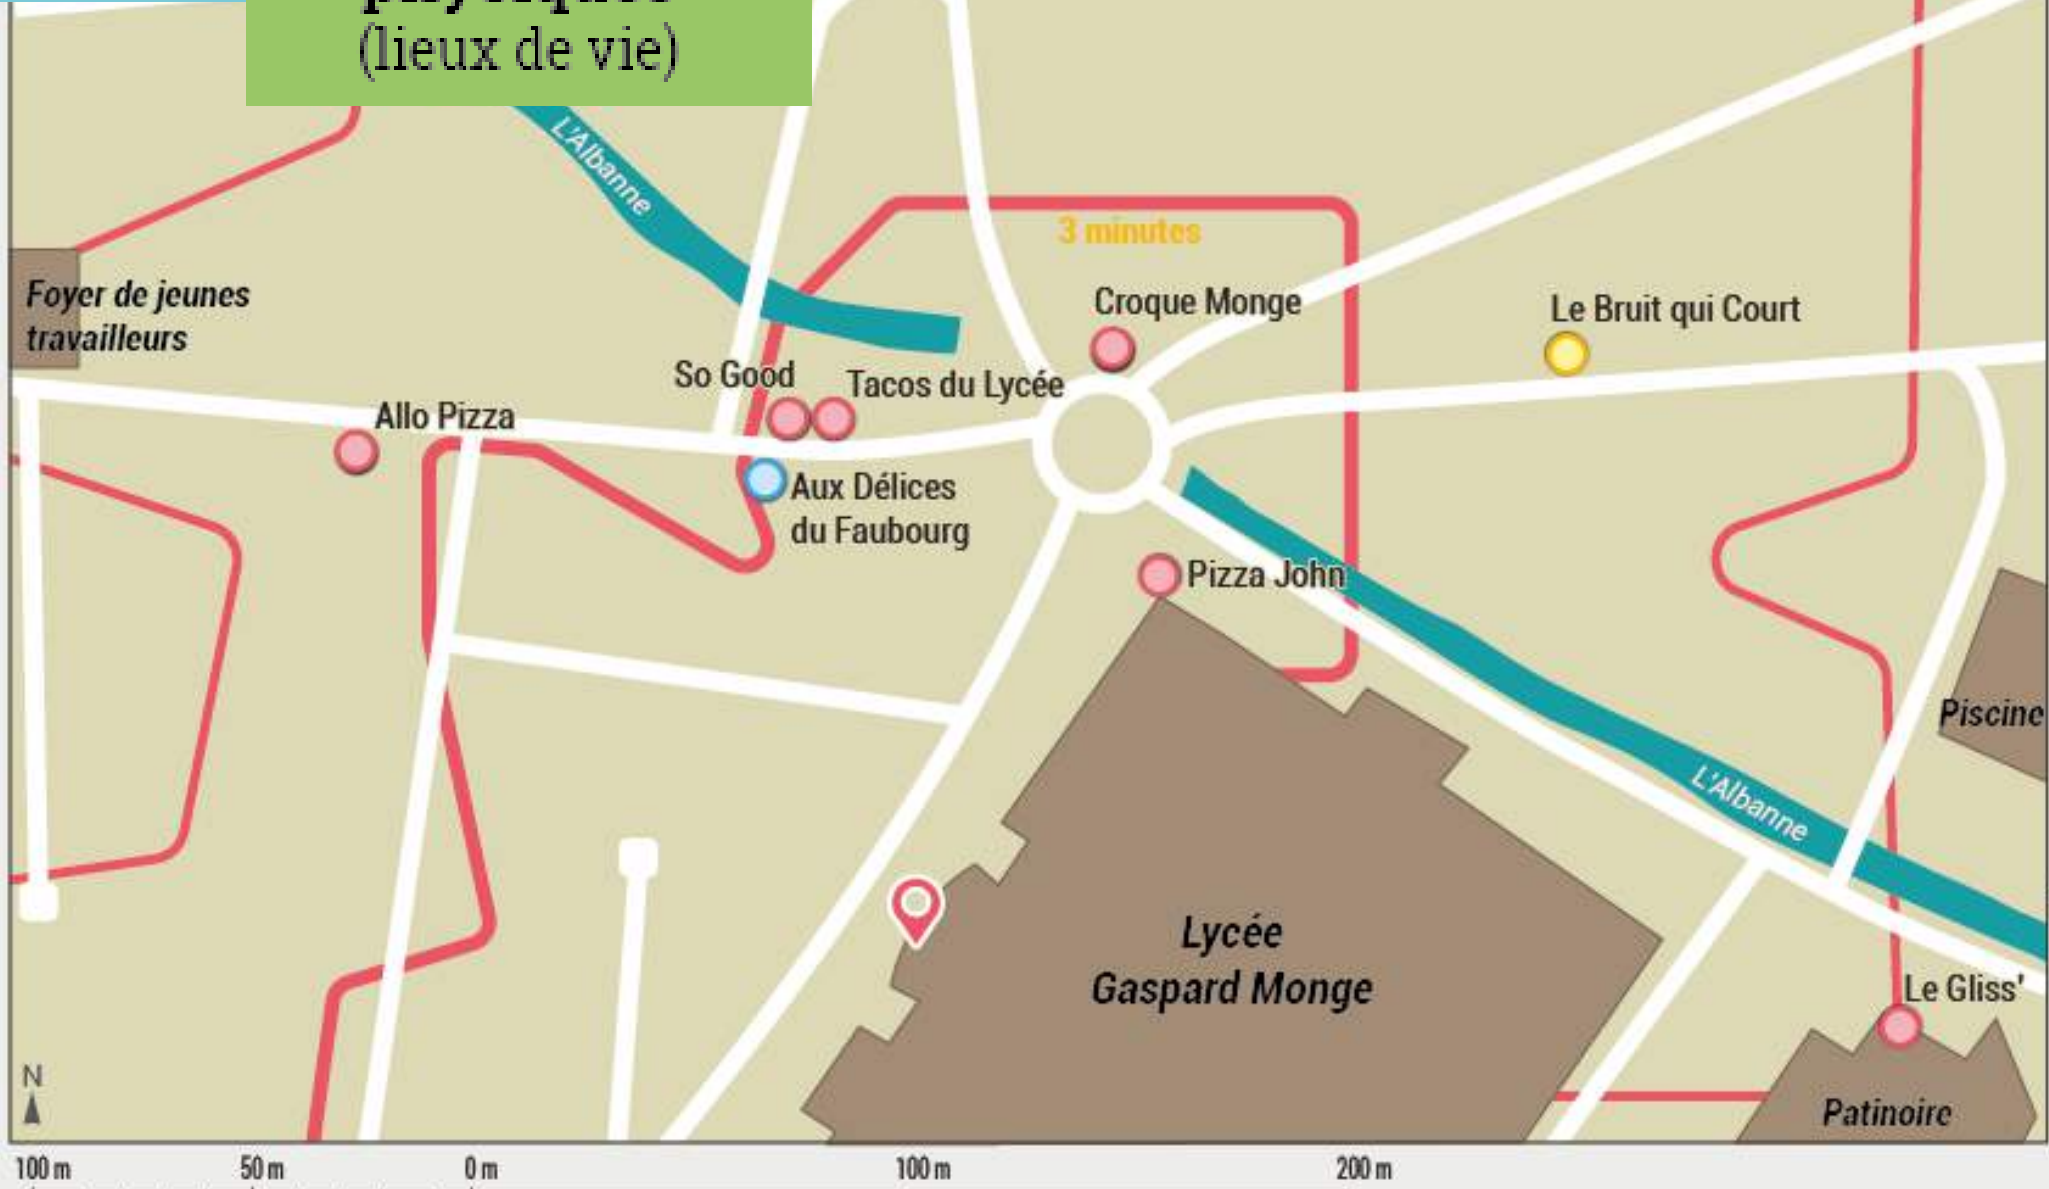 (lieux de vie)
L'Albanne
3 minutes
Foyer de jeunes
travailleurs
Croque Monge
Le Bruit qui Court
So Good
Tacos du Lycée
Allo Pizza
Aux Délices
du Faubourg
Pizza John
Piscine
L'Albanne
Lycée
Gaspard Monge
Le Gliss'
Patinoire
N
100 m
50 m
0 m
100 m
200 m